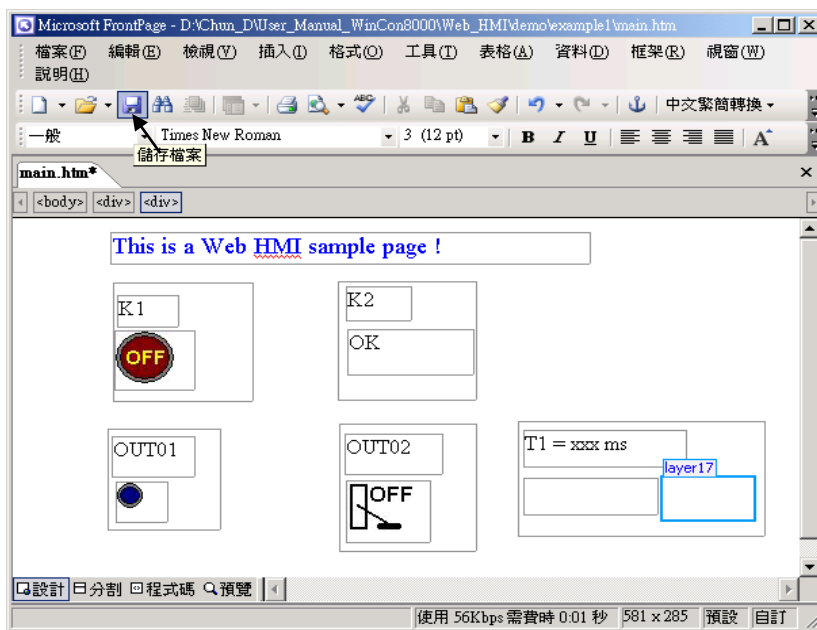 Microsoft FrontPage - D:\Chun_D\User_Manual_WinCon8000\Web_HMI\demo\example1\main.htm
檔案(F) 編輯(E) 檢視(V) 插入(I) 格式(O) 工具(T) 表格(A) 資料(D) 框架(R) 視窗(W)
說明(H)
ABC 中文繁簡轉換
一般 Times New Roman 3 (12 pt) B I U A
儲存檔案
main.htm*
<body> <div> <div>
This is a Web HMI sample page !
K1
OFF
K2
OK
OUT01
OUT02
OFF
T1 = xxx ms
layer17
設計 分割 程式碼 預覽
使用 56Kbps 需費時 0:01 秒 581 x 285 預設 自訂